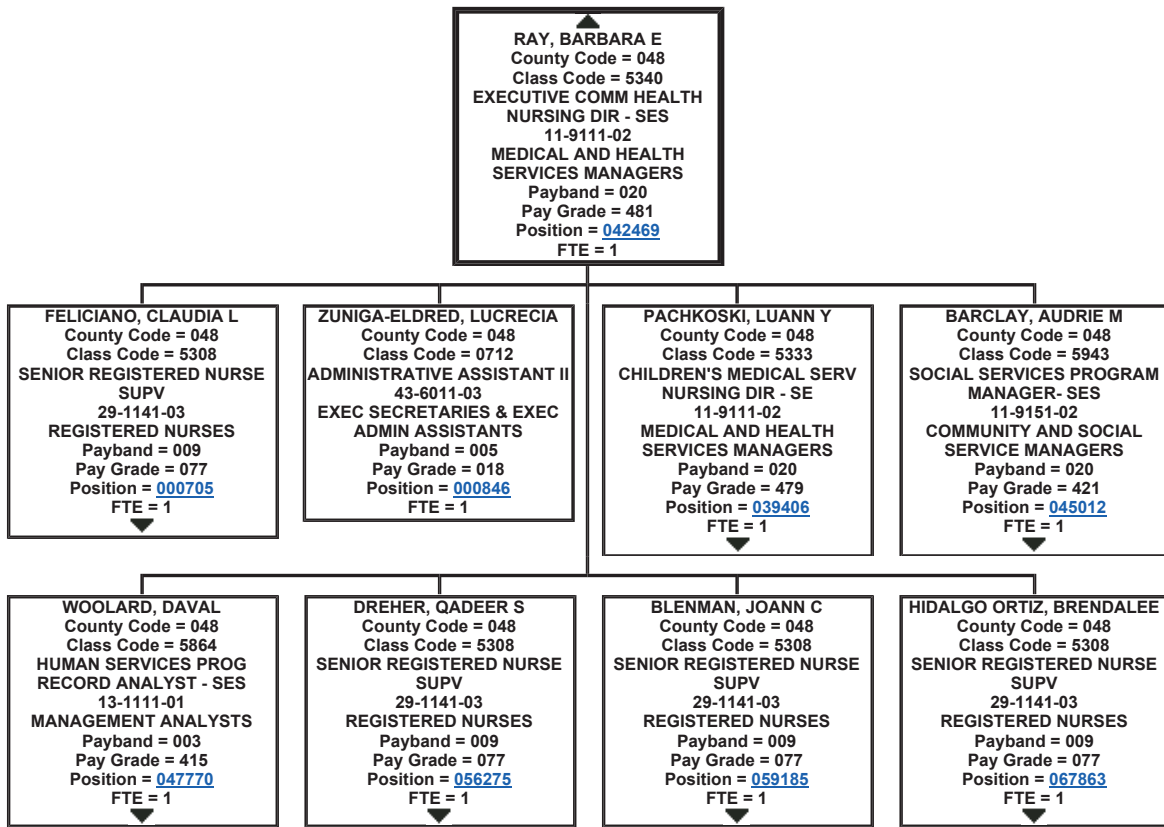 RAY, BARBARA E
County Code = 048
Class Code = 5340
EXECUTIVE COMM HEALTH
NURSING DIR - SES
11-9111-02
MEDICAL AND HEALTH
SERVICES MANAGERS
Payband = 020
Pay Grade = 481
Position = 042469
FTE = 1
FELICIANO, CLAUDIA L
County Code = 048
Class Code = 5308
SENIOR REGISTERED NURSE
SUPV
29-1141-03
REGISTERED NURSES
Payband = 009
Pay Grade = 077
Position = 000705
FTE = 1
ZUNIGA-ELDRED, LUCRECIA
County Code = 048
Class Code = 0712
ADMINISTRATIVE ASSISTANT II
43-6011-03
EXEC SECRETARIES & EXEC
ADMIN ASSISTANTS
Payband = 005
Pay Grade = 018
Position = 000846
FTE = 1
PACHKOSKI, LUANN Y
County Code = 048
Class Code = 5333
CHILDREN'S MEDICAL SERV
NURSING DIR - SE
11-9111-02
MEDICAL AND HEALTH
SERVICES MANAGERS
Payband = 020
Pay Grade = 479
Position = 039406
FTE = 1
BARCLAY, AUDRIE M
County Code = 048
Class Code = 5943
SOCIAL SERVICES PROGRAM
MANAGER- SES
11-9151-02
COMMUNITY AND SOCIAL
SERVICE MANAGERS
Payband = 020
Pay Grade = 421
Position = 045012
FTE = 1
WOOLARD, DAVAL
County Code = 048
Class Code = 5864
HUMAN SERVICES PROG
RECORD ANALYST - SES
13-1111-01
MANAGEMENT ANALYSTS
Payband = 003
Pay Grade = 415
Position = 047770
FTE = 1
DREHER, QADEER S
County Code = 048
Class Code = 5308
SENIOR REGISTERED NURSE
SUPV
29-1141-03
REGISTERED NURSES
Payband = 009
Pay Grade = 077
Position = 056275
FTE = 1
BLENMAN, JOANN C
County Code = 048
Class Code = 5308
SENIOR REGISTERED NURSE
SUPV
29-1141-03
REGISTERED NURSES
Payband = 009
Pay Grade = 077
Position = 059185
FTE = 1
HIDALGO ORTIZ, BRENDALEE
County Code = 048
Class Code = 5308
SENIOR REGISTERED NURSE
SUPV
29-1141-03
REGISTERED NURSES
Payband = 009
Pay Grade = 077
Position = 067863
FTE = 1